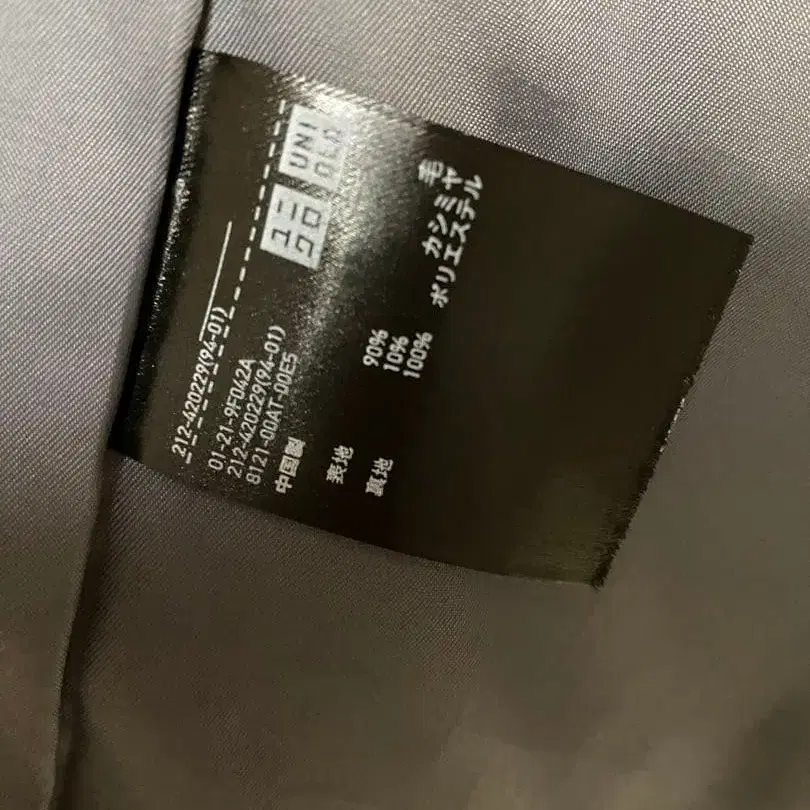 212-420229(94-01)
ユニ
クロ
UNI
QLO
01-21-9F042A
212-420229(94-01)
8121-00AT-00E5
中国製
表地 90% 毛
10% カシミヤ
裏地 100% ポリエステル